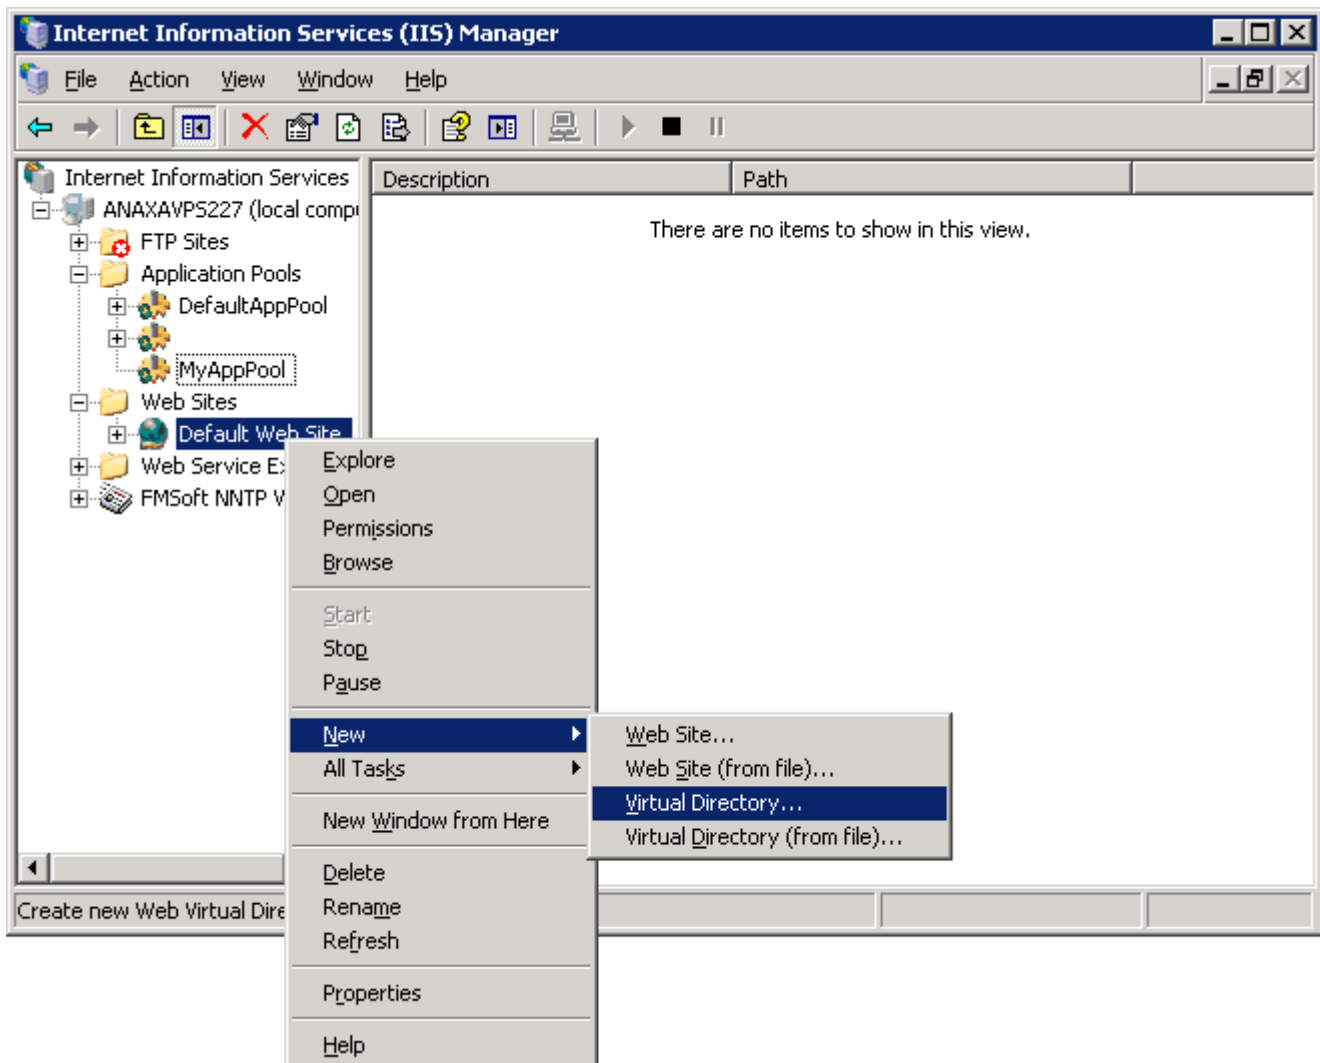 Internet Information Services (IIS) Manager
File Action View Window Help
Internet Information Services
Description Path
ANAXAVPS227 (local compu
There are no items to show in this view.
FTP Sites
Application Pools
DefaultAppPool
MyAppPool
Web Sites
Default Web Site
Web Service Ex
FMSoft NNTP V
Explore
Open
Permissions
Browse
Start
Stop
Pause
New
All Tasks
New Window from Here
Delete
Rename
Refresh
Properties
Help
Web Site...
Web Site (from file)...
Virtual Directory...
Virtual Directory (from file)...
Create new Web Virtual Dire